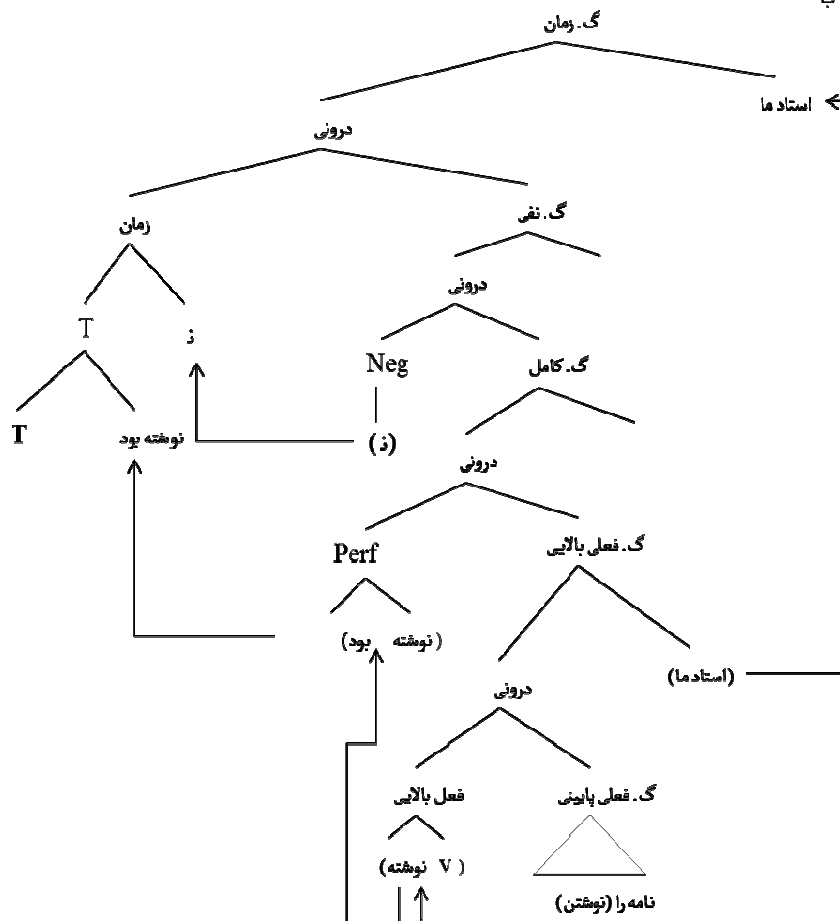 گ. زمان
استاد ما
درونی
زمان
گ. نفی
درونی
T
ن
Neg
گ. کامل
T
نوشته بود
(ن)
درونی
Perf
گ. فعلی بالایی
(نوشته بود)
(استاد ما)
درونی
فعل بالایی
گ. فعلی پایینی
(نوشته V)
نامه را (نوشتن)